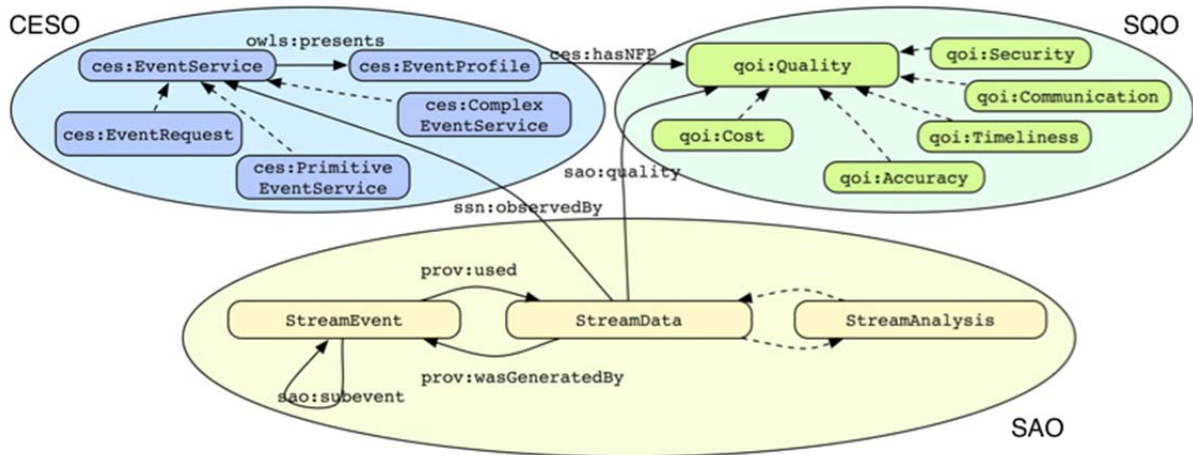 CESO
SQO
owls:presents
ces:EventService
ces:EventProfile
ces:hasNFP
qoi:Quality
qoi:Security
qoi:Communication
ces:EventRequest
ces:Complex
EventService
qoi:Cost
qoi:Timeliness
ces:Primitive
EventService
sao:quality
qoi:Accuracy
ssn:observedBy
prov:used
StreamEvent
StreamData
StreamAnalysis
prov:wasGeneratedBy
sao:subevent
SAO